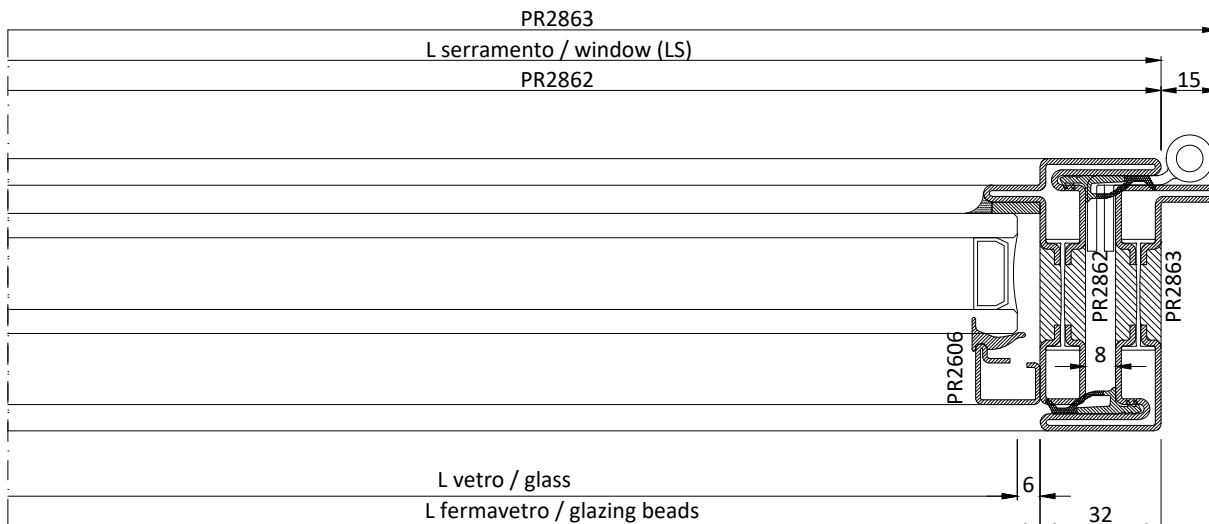 PR2863
L serramento / window (LS)
PR2862
15
PR2862
PR2863
PR2606
8
L vetro / glass
6
L fermavetro / glazing beads
32